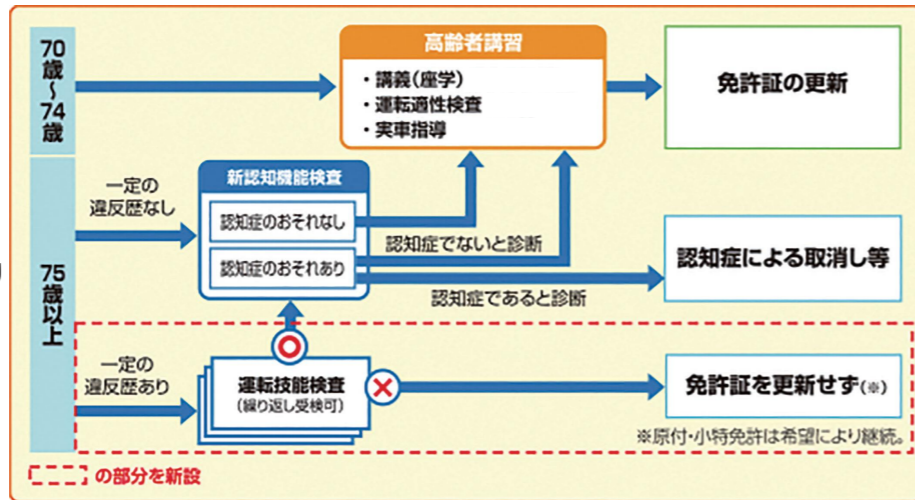 70歳～74歳
高齢者講習
・講義(座学)
・運転適性検査
・実車指導
免許証の更新
75歳以上
一定の
違反歴なし
新認知機能検査
認知症のおそれなし
認知症のおそれあり
認知症でないと診断
認知症であると診断
認知症による取消し等
一定の
違反歴あり
運転技能検査
(繰り返し受検可)
免許証を更新せず(※)
※原付・小特免許は希望により継続。
の部分を新設